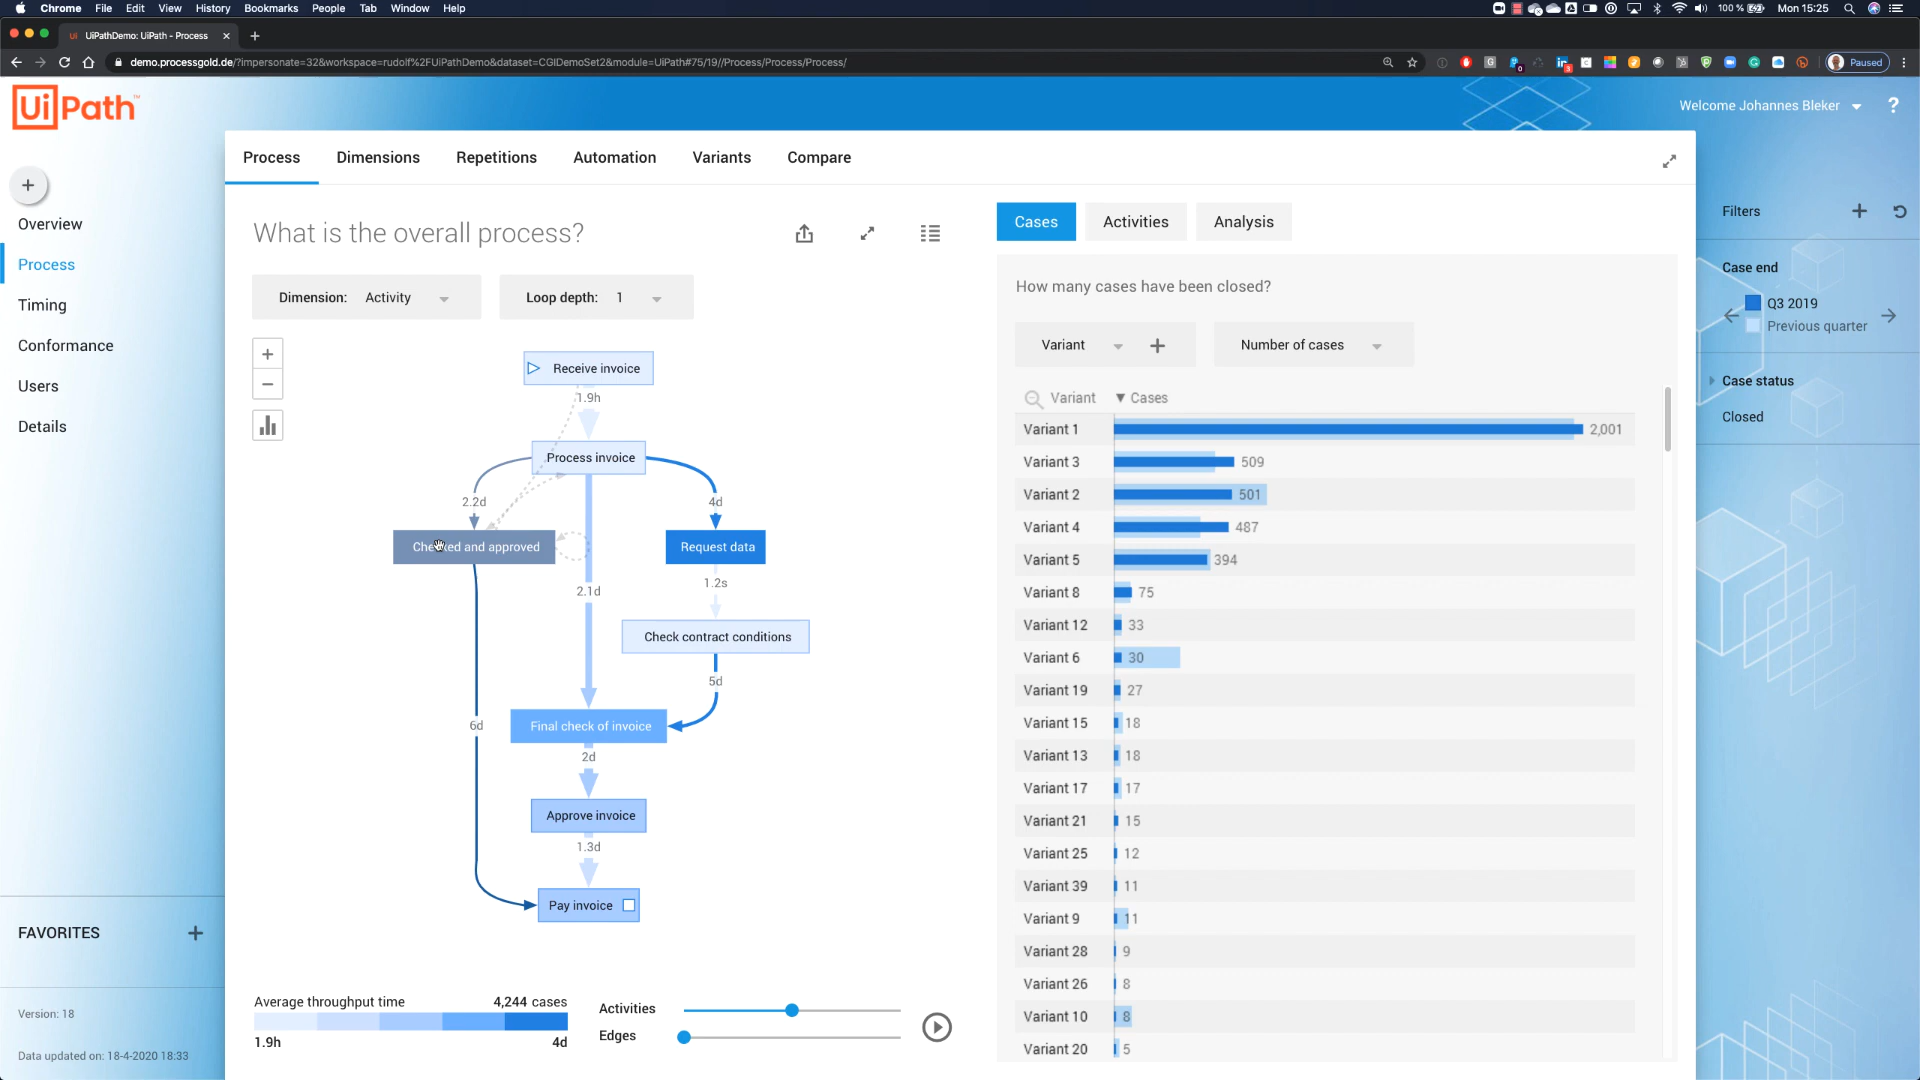 Chrome File Edit View History Bookmarks People Tab Window Help
100 % Mon 15:25
UiPathDemo: UiPath - Process
demo.processgold.de/?impersonate=32&workspace=rudolf%2FUiPathDemo&dataset=CGIDemoSet2&module=UiPath#75/19//Process/Process/Process/
Paused
UiPath™
Welcome Johannes Bleker ?
Overview
Process
Timing
Conformance
Users
Details
FAVORITES
Version: 18
Data updated on: 18-4-2020 18:33
Process Dimensions Repetitions Automation Variants Compare
What is the overall process?
Dimension: Activity
Loop depth: 1
Receive invoice
1.9h
Process invoice
2.2d
4d
Checked and approved
Request data
2.1d
1.2s
Check contract conditions
5d
6d
Final check of invoice
2d
Approve invoice
1.3d
Pay invoice
Average throughput time 4,244 cases
1.9h 4d
Activities
Edges
Cases Activities Analysis
How many cases have been closed?
Variant
Number of cases
Variant ▼ Cases
Variant 1 2,001
Variant 3 509
Variant 2 501
Variant 4 487
Variant 5 394
Variant 8 75
Variant 12 33
Variant 6 30
Variant 19 27
Variant 15 18
Variant 13 18
Variant 17 17
Variant 21 15
Variant 25 12
Variant 39 11
Variant 9 11
Variant 28 9
Variant 26 8
Variant 10 8
Variant 20 5
Filters
Case end
Q3 2019
Previous quarter
Case status
Closed